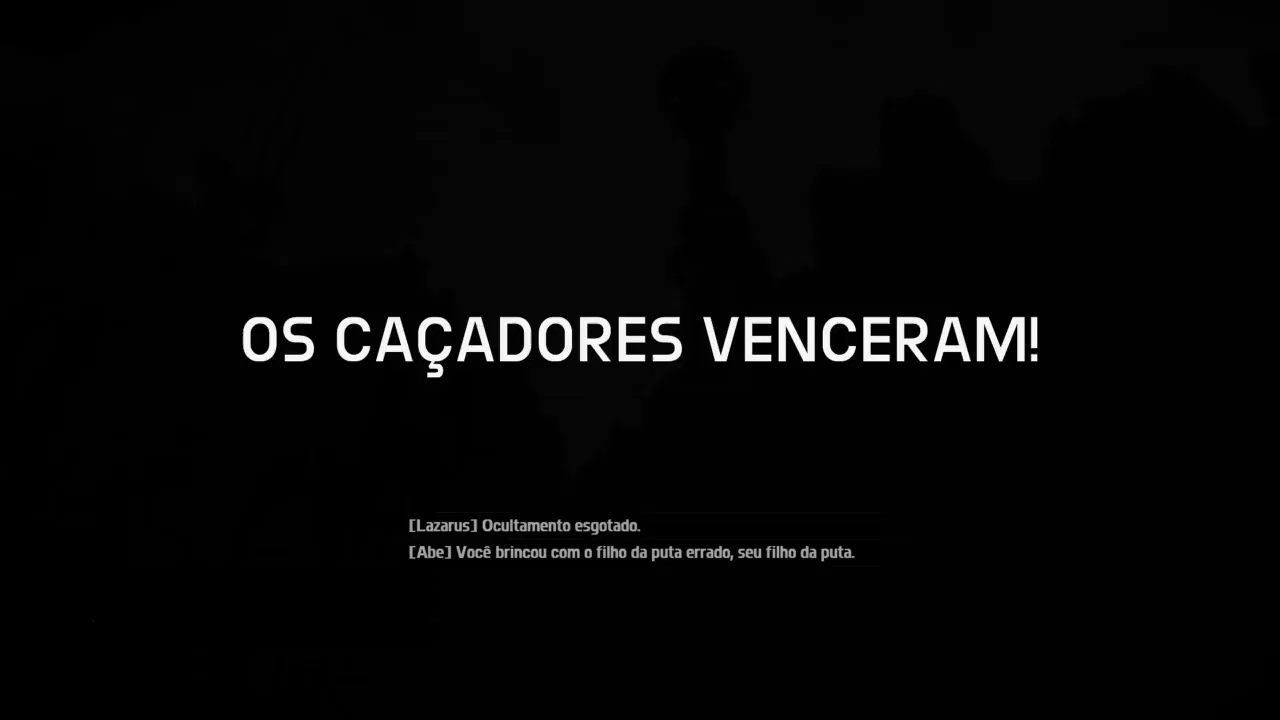 OS CAÇADORES VENCERAM!
[Lazarus] Ocultamento esgotado.
[Abe] Você brincou com o filho da puta errado, seu filho da puta.